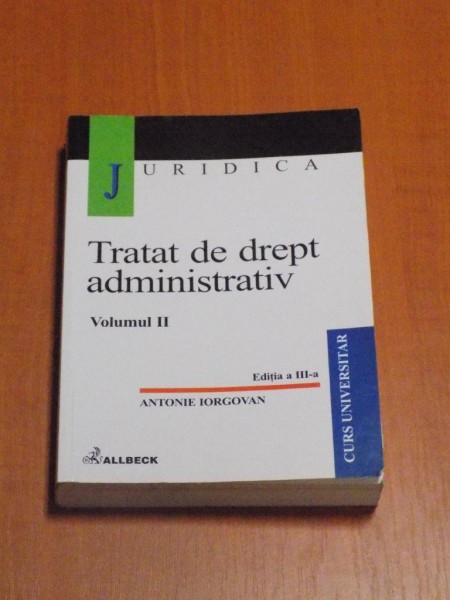 JURIDICA
Tratat de drept
administrativ
Volumul II
Ediția a III-a
ANTONIE IORGOVAN
CURS UNIVERSITAR
ALLBECK